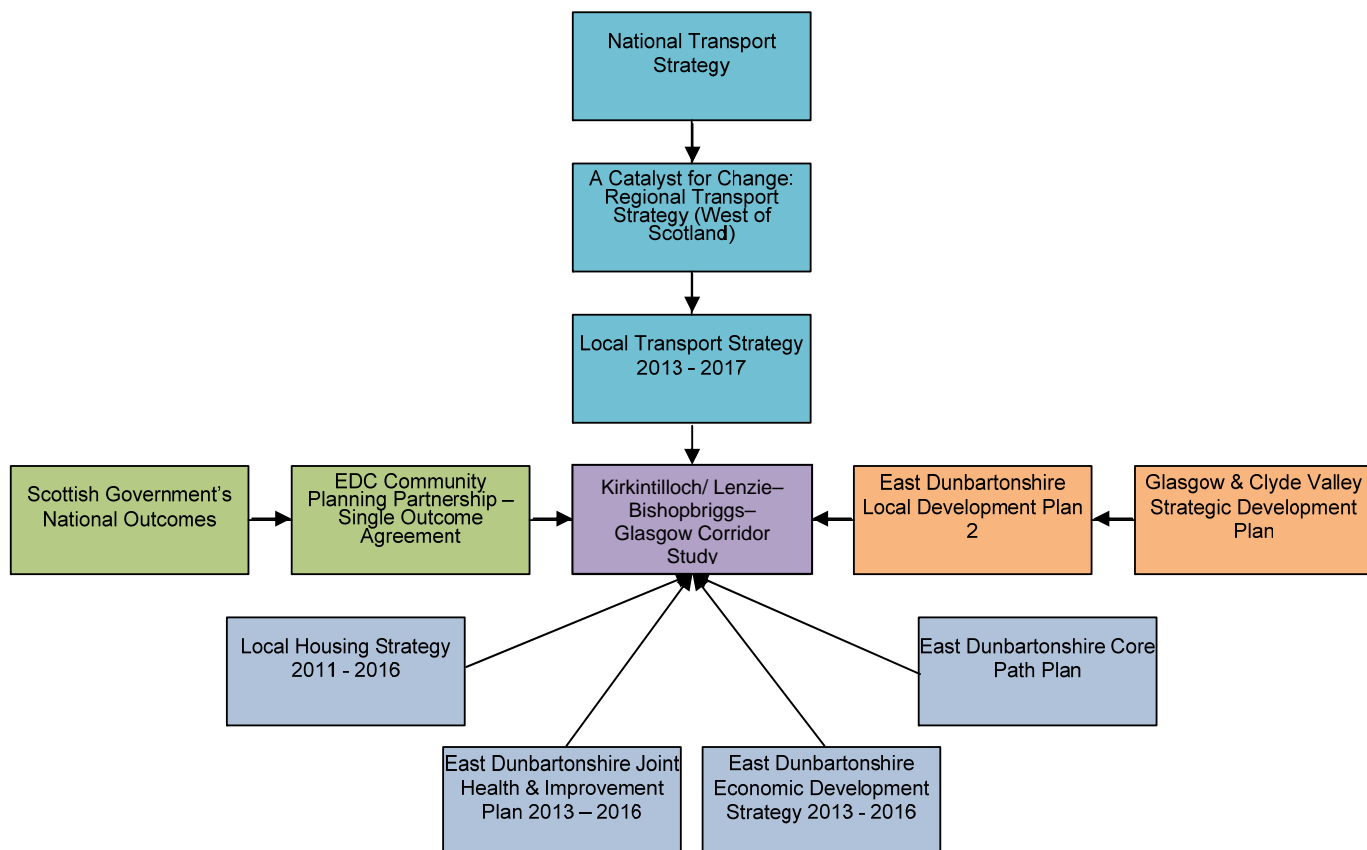 National Transport
Strategy
A Catalyst for Change:
Regional Transport
Strategy (West of
Scotland)
Local Transport Strategy
2013 - 2017
Scottish Government’s
National Outcomes
EDC Community
Planning Partnership –
Single Outcome
Agreement
Kirkintilloch/ Lenzie–
Bishopbriggs–
Glasgow Corridor
Study
East Dunbartonshire
Local Development Plan
2
Glasgow & Clyde Valley
Strategic Development
Plan
Local Housing Strategy
2011 - 2016
East Dunbartonshire Core
Path Plan
East Dunbartonshire Joint
Health & Improvement
Plan 2013 – 2016
East Dunbartonshire
Economic Development
Strategy 2013 - 2016